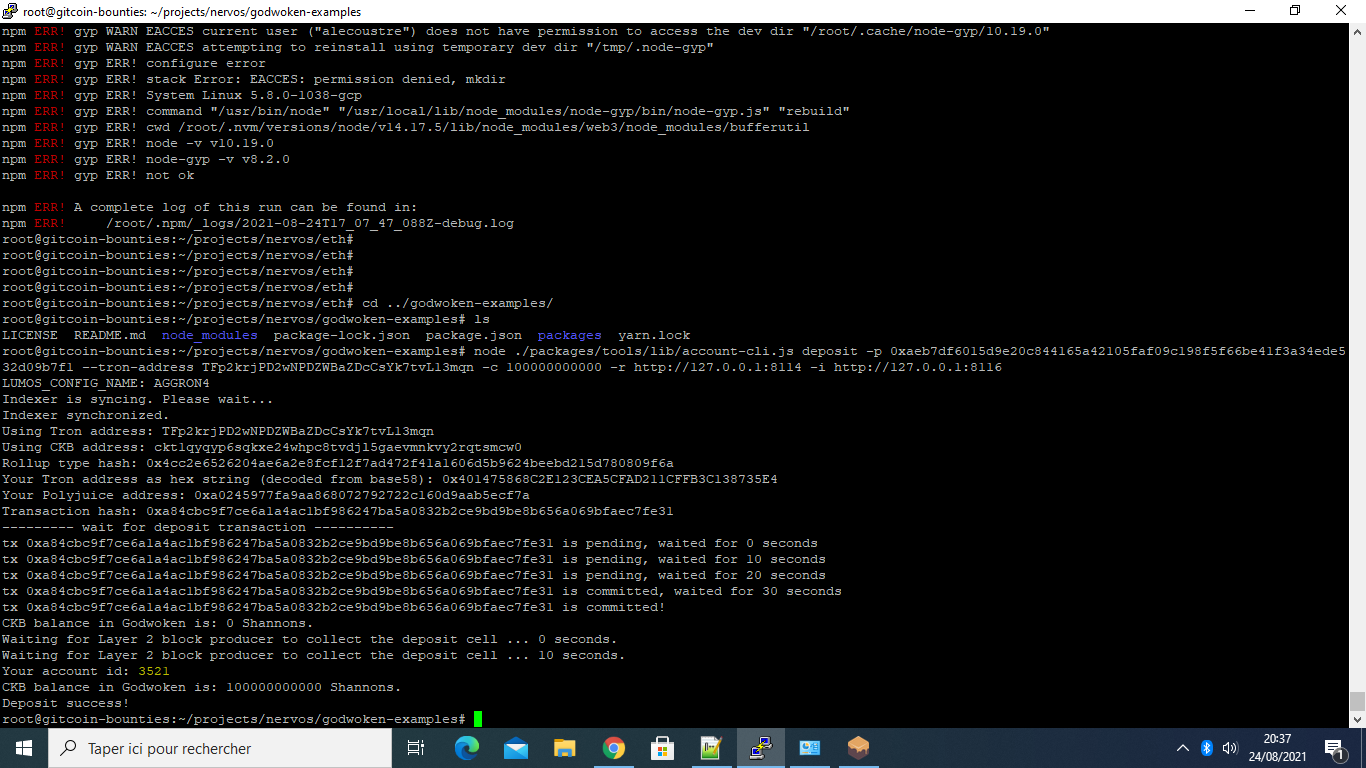 root@gitcoin-bounties: ~/projects/nervos/godwoken-examples
npm ERR! gyp WARN EACCES current user ("alecoustre") does not have permission to access the dev dir "/root/.cache/node-gyp/10.19.0"
npm ERR! gyp WARN EACCES attempting to reinstall using temporary dev dir "/tmp/.node-gyp"
npm ERR! gyp ERR! configure error
npm ERR! gyp ERR! stack Error: EACCES: permission denied, mkdir
npm ERR! gyp ERR! System Linux 5.8.0-1038-gcp
npm ERR! gyp ERR! command "/usr/bin/node" "/usr/local/lib/node_modules/node-gyp/bin/node-gyp.js" "rebuild"
npm ERR! gyp ERR! cwd /root/.nvm/versions/node/v14.17.5/lib/node_modules/web3/node_modules/bufferutil
npm ERR! gyp ERR! node -v v10.19.0
npm ERR! gyp ERR! node-gyp -v v8.2.0
npm ERR! gyp ERR! not ok
npm ERR! A complete log of this run can be found in:
npm ERR!     /root/.npm/_logs/2021-08-24T17_07_47_088Z-debug.log
root@gitcoin-bounties:~/projects/nervos/eth#
root@gitcoin-bounties:~/projects/nervos/eth#
root@gitcoin-bounties:~/projects/nervos/eth#
root@gitcoin-bounties:~/projects/nervos/eth#
root@gitcoin-bounties:~/projects/nervos/eth# cd ../godwoken-examples/
root@gitcoin-bounties:~/projects/nervos/godwoken-examples# ls
LICENSE  README.md  node_modules  package-lock.json  package.json  packages  yarn.lock
root@gitcoin-bounties:~/projects/nervos/godwoken-examples# node ./packages/tools/lib/account-cli.js deposit -p 0xaeb7df6015d9e20c844165a42105faf09c198f5f66be41f3a34ede5
32d09b7f1 --tron-address TFp2krjPD2wNPDZWBaZDcCsYk7tvL13mqn -c 100000000000 -r http://127.0.0.1:8114 -i http://127.0.0.1:8116
LUMOS_CONFIG_NAME: AGGRON4
Indexer is syncing. Please wait...
Indexer synchronized.
Using Tron address: TFp2krjPD2wNPDZWBaZDcCsYk7tvL13mqn
Using CKB address: ckt1qyqyp6sqkxe24whpc8tvdjl5gaevmnkvy2rqtsmcw0
Rollup type hash: 0x4cc2e6526204ae6a2e8fcf12f7ad472f41a1606d5b9624beebd215d780809f6a
Your Tron address as hex string (decoded from base58): 0x401475868C2E123CEA5CFAD211CFFB3C138735E4
Your Polyjuice address: 0xa0245977fa9aa868072792722c160d9aab5ecf7a
Transaction hash: 0xa84cbc9f7ce6a1a4ac1bf986247ba5a0832b2ce9bd9be8b656a069bfaec7fe31
--------- wait for deposit transaction ----------
tx 0xa84cbc9f7ce6a1a4ac1bf986247ba5a0832b2ce9bd9be8b656a069bfaec7fe31 is pending, waited for 0 seconds
tx 0xa84cbc9f7ce6a1a4ac1bf986247ba5a0832b2ce9bd9be8b656a069bfaec7fe31 is pending, waited for 10 seconds
tx 0xa84cbc9f7ce6a1a4ac1bf986247ba5a0832b2ce9bd9be8b656a069bfaec7fe31 is pending, waited for 20 seconds
tx 0xa84cbc9f7ce6a1a4ac1bf986247ba5a0832b2ce9bd9be8b656a069bfaec7fe31 is committed, waited for 30 seconds
tx 0xa84cbc9f7ce6a1a4ac1bf986247ba5a0832b2ce9bd9be8b656a069bfaec7fe31 is committed!
CKB balance in Godwoken is: 0 Shannons.
Waiting for Layer 2 block producer to collect the deposit cell ... 0 seconds.
Waiting for Layer 2 block producer to collect the deposit cell ... 10 seconds.
Your account id: 3521
CKB balance in Godwoken is: 100000000000 Shannons.
Deposit success!
root@gitcoin-bounties:~/projects/nervos/godwoken-examples#
Taper ici pour rechercher
20:37
24/08/2021
1